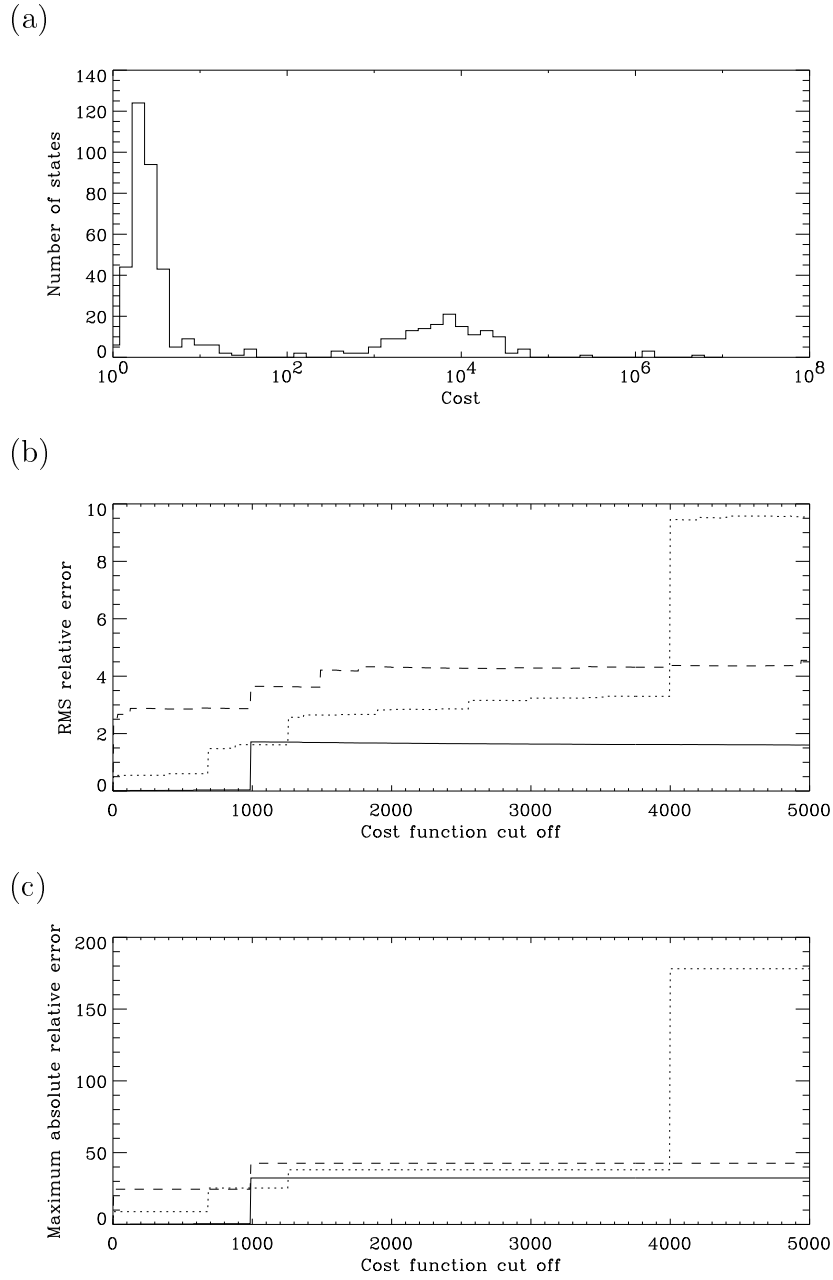 (a)
140
120
100
80
60
40
20
0
Number of states
10^0 10^2 10^4 10^6 10^8
Cost
(b)
10
8
6
4
2
0
RMS relative error
0 1000 2000 3000 4000 5000
Cost function cut off
(c)
200
150
100
50
0
Maximum absolute relative error
0 1000 2000 3000 4000 5000
Cost function cut off